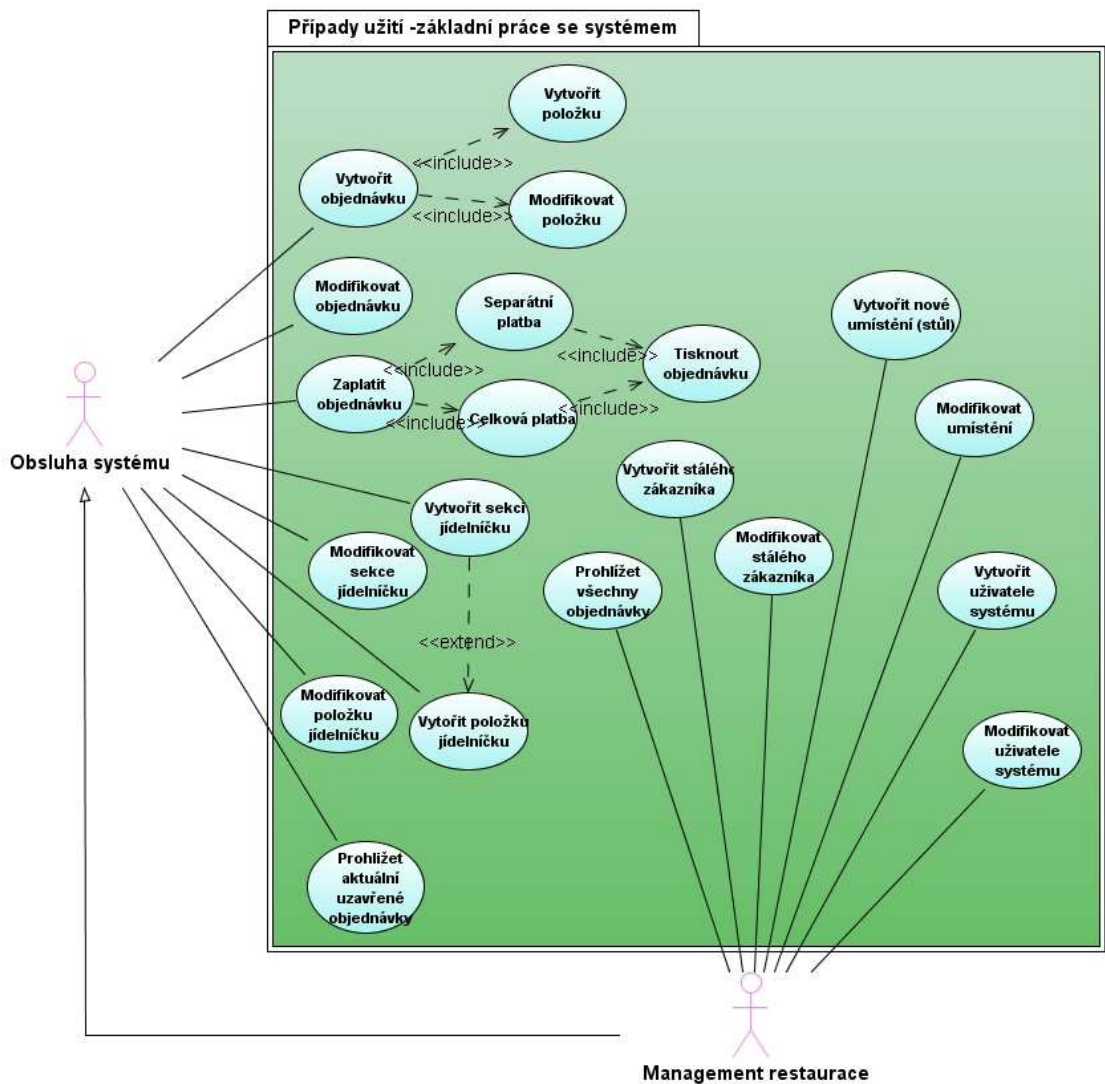 Případy užití -základní práce se systémem
Vytvořit
položku
<<include>>
Vytvořit
objednávku
<<include>>
Modifikovat
položku
Modifikovat
objednávku
Separátní
platba
<<include>>
<<include>>
Tisknout
objednávku
Zaplatit
objednávku
<<include>>
Celková platba
<<include>>
Vytvořit nové
umístění (stůl)
Modifikovat
umístění
Obsluha systému
Vytvořit stálého
zákazníka
Vytvořit sekci
jídelníčku
Modifikovat
sekce
jídelníčku
Modifikovat
stálého
zákazníka
Prohlížet
všechny
objednávky
Vytvořit
uživatele
systému
<<extend>>
Modifikovat
položku
jídelníčku
Vytořit položku
jídelníčku
Modifikovat
uživatele
systému
Prohližet
aktuální
uzavřené
objednávky
Management restaurace